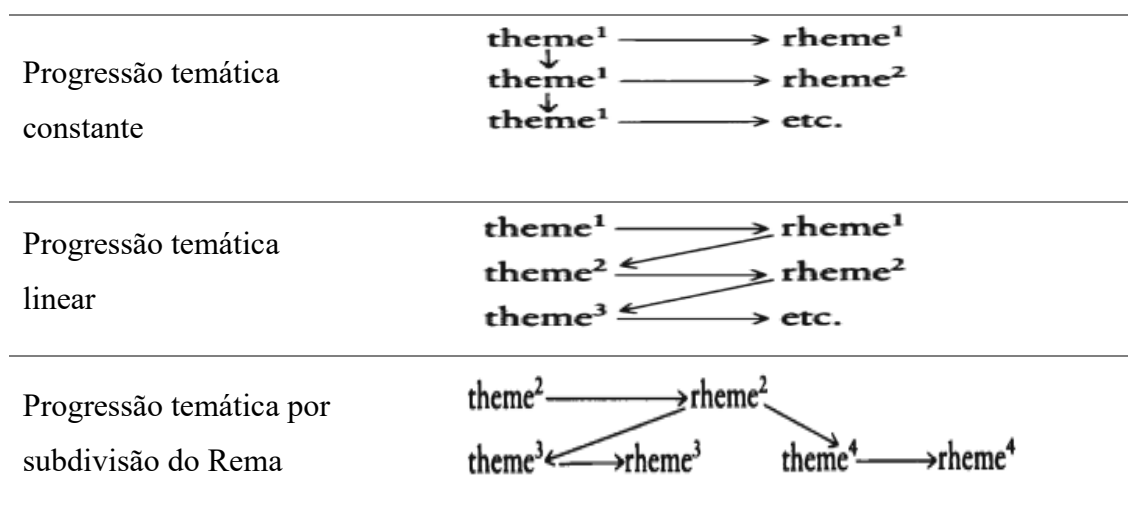 theme¹ → rheme¹
Progressão temática
theme¹ → rheme²
constante
theme¹ → etc.
theme¹ → rheme¹
Progressão temática
theme² → rheme²
linear
theme³ → etc.
theme² → rheme²
Progressão temática por
subdivisão do Rema
theme³ → rheme³ theme⁴ → rheme⁴